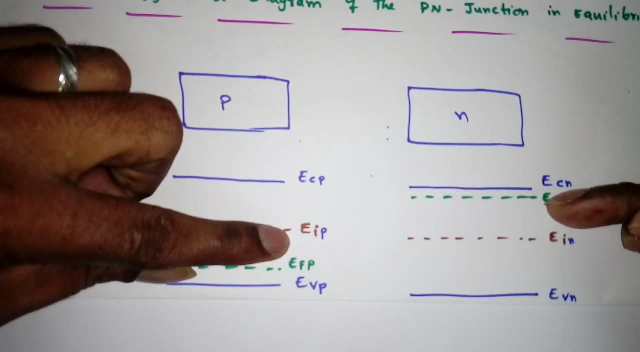 Diagram of The PN- Junction in Equilibri
P
n
Ecp
Ecn
E
Eip
Ein
EFP
Evp
Evn